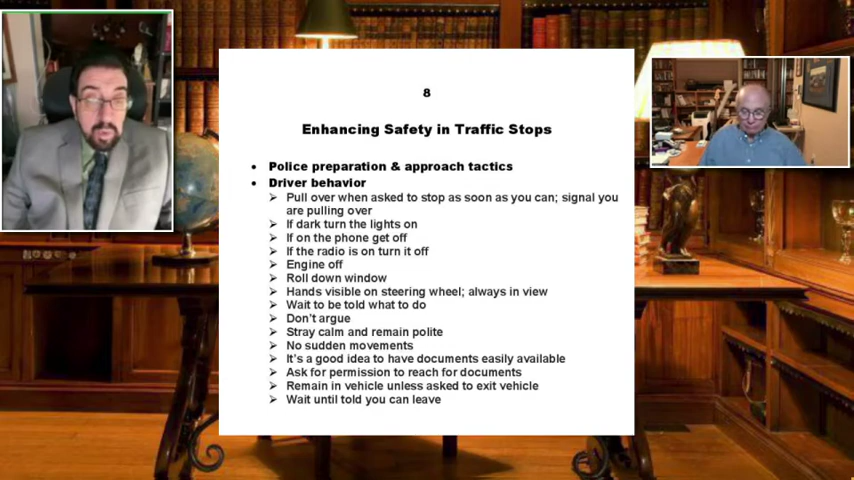 8
Enhancing Safety in Traffic Stops
• Police preparation & approach tactics
• Driver behavior
➢ Pull over when asked to stop as soon as you can; signal you
are pulling over
➢ If dark turn the lights on
➢ If on the phone get off
➢ If the radio is on turn it off
➢ Engine off
➢ Roll down window
➢ Hands visible on steering wheel; always in view
➢ Wait to be told what to do
➢ Don't argue
➢ Stray calm and remain polite
➢ No sudden movements
➢ It's a good idea to have documents easily available
➢ Ask for permission to reach for documents
➢ Remain in vehicle unless asked to exit vehicle
➢ Wait until told you can leave